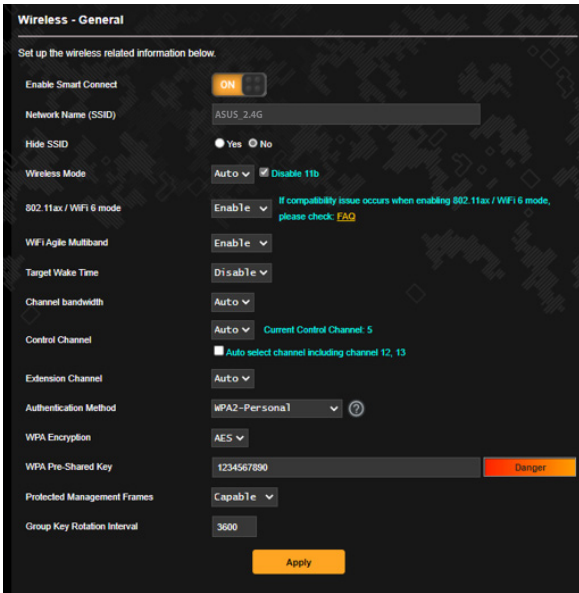 Wireless - General
Set up the wireless related information below.
Enable Smart Connect ON
Network Name (SSID) ASUS_2.4G
Hide SSID Yes No
Wireless Mode Auto Disable 11b
802.11ax / WiFi 6 mode Enable If compatibility issue occurs when enabling 802.11ax / WiFi 6 mode,
please check: FAQ
WiFi Agile Multiband Enable
Target Wake Time Disable
Channel bandwidth Auto
Control Channel Auto Current Control Channel: 5
Auto select channel including channel 12, 13
Extension Channel Auto
Authentication Method WPA2-Personal ?
WPA Encryption AES
WPA Pre-Shared Key 1234567890 Danger
Protected Management Frames Capable
Group Key Rotation Interval 3600
Apply